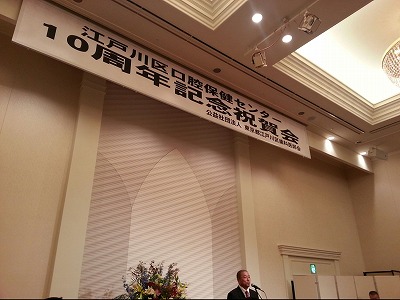 江戸川区口腔保健センター
10周年記念祝賀会
公益社団法人 東京都江戸川区歯科医師会